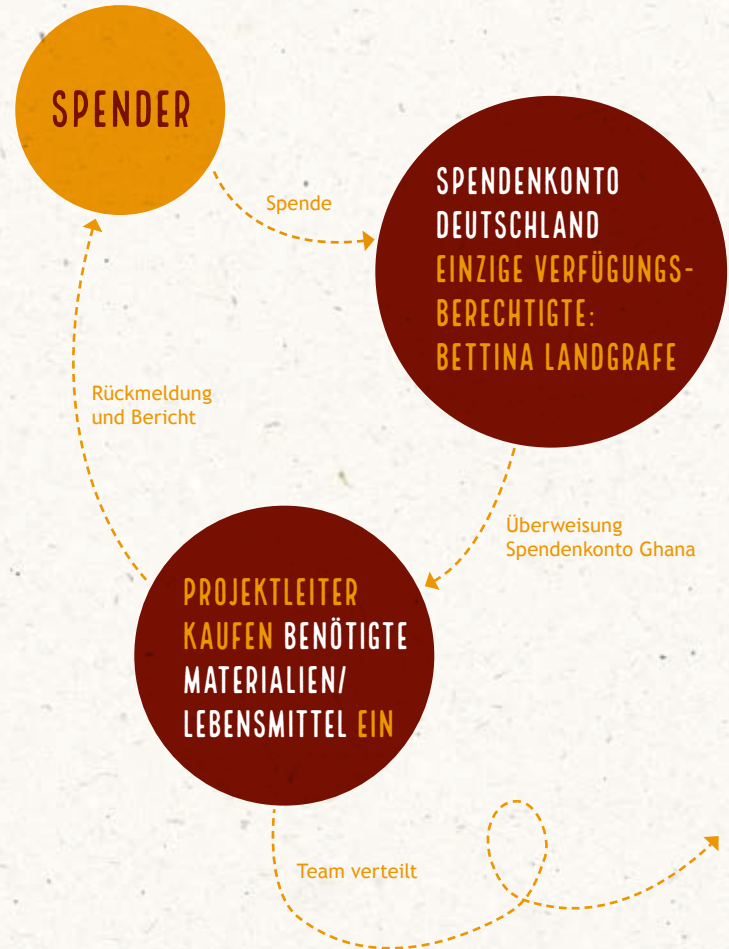 SPENDER
Spende
SPENDENKONTO
DEUTSCHLAND
EINZIGE VERFÜGUNGS-
BERECHTIGTE:
BETTINA LANDGRAFE
Rückmeldung
und Bericht
Überweisung
Spendenkonto Ghana
PROJEKTLEITER
KAUFEN BENÖTIGTE
MATERIALIEN/
LEBENSMITTEL EIN
Team verteilt